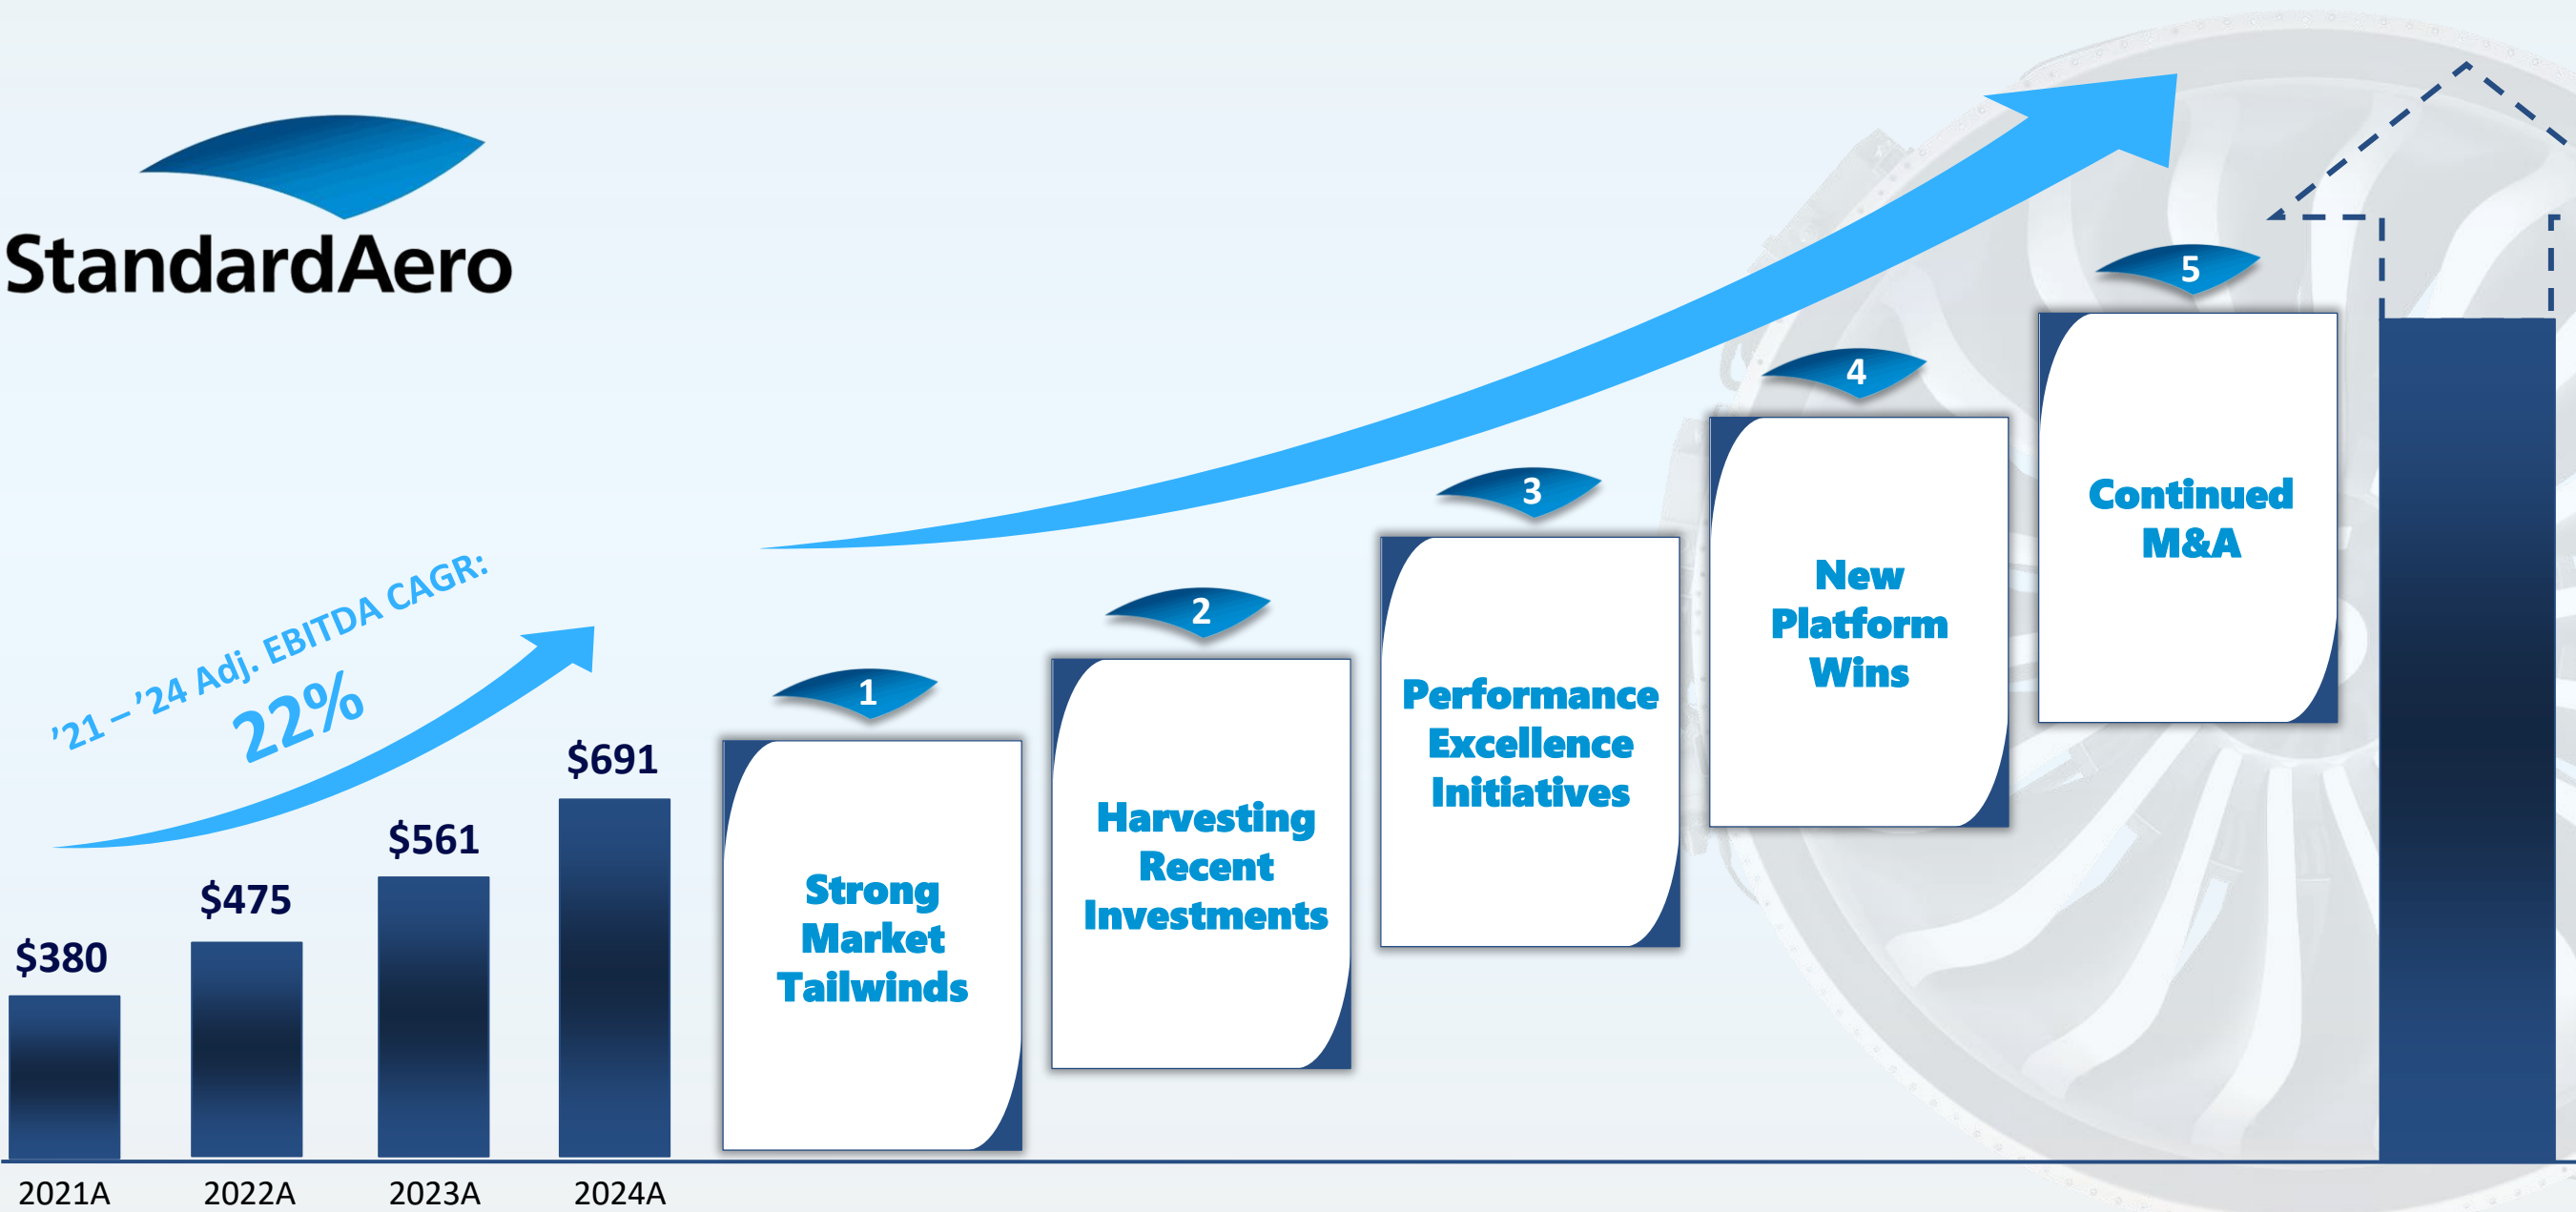 StandardAero
’21 – ’24 Adj. EBITDA CAGR:
22%
$380
$475
$561
$691
2021A
2022A
2023A
2024A
1
Strong
Market
Tailwinds
2
Harvesting
Recent
Investments
3
Performance
Excellence
Initiatives
4
New
Platform
Wins
5
Continued
M&A